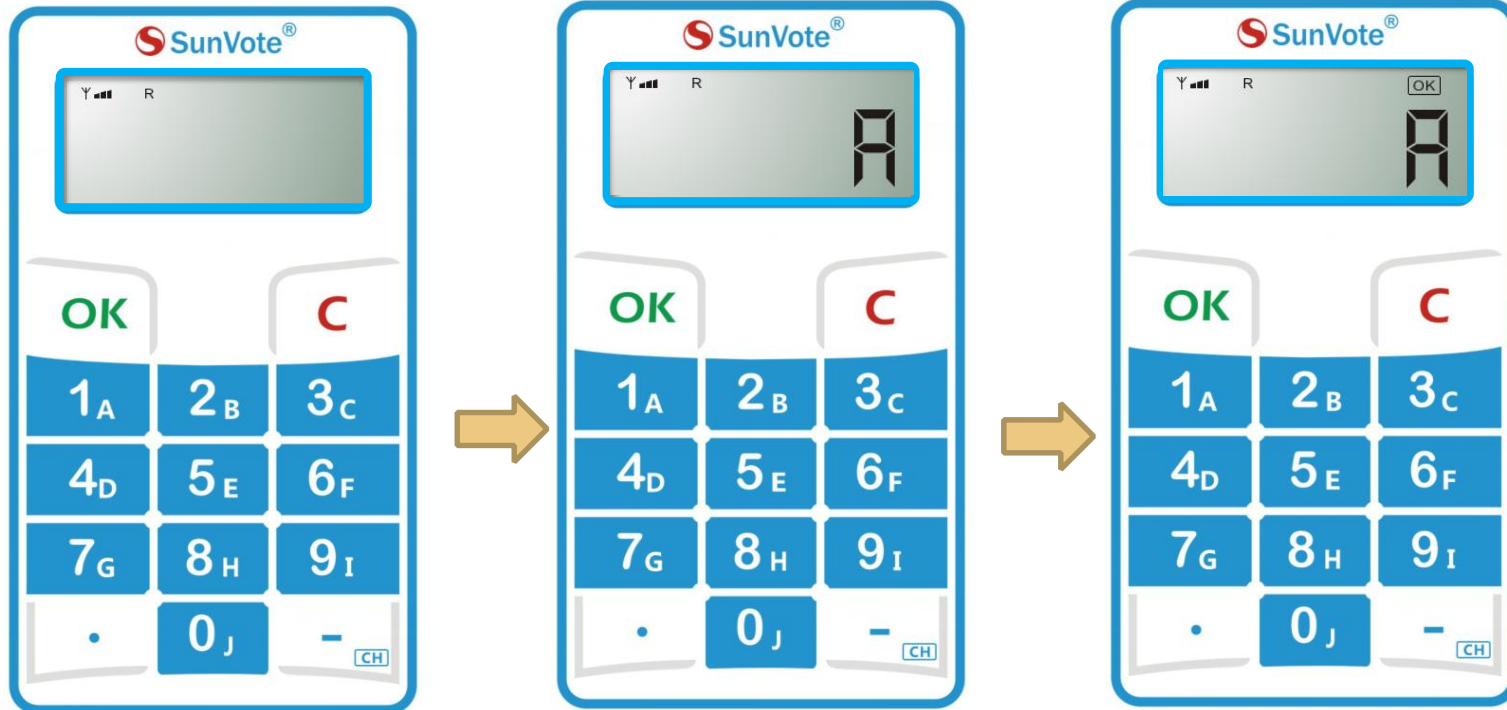 SunVote®
R
OK C
1A 2B 3C
4D 5E 6F
7G 8H 9I
· 0J – CH
SunVote®
R
A
OK C
1A 2B 3C
4D 5E 6F
7G 8H 9I
· 0J – CH
SunVote®
R OK
A
OK C
1A 2B 3C
4D 5E 6F
7G 8H 9I
· 0J – CH